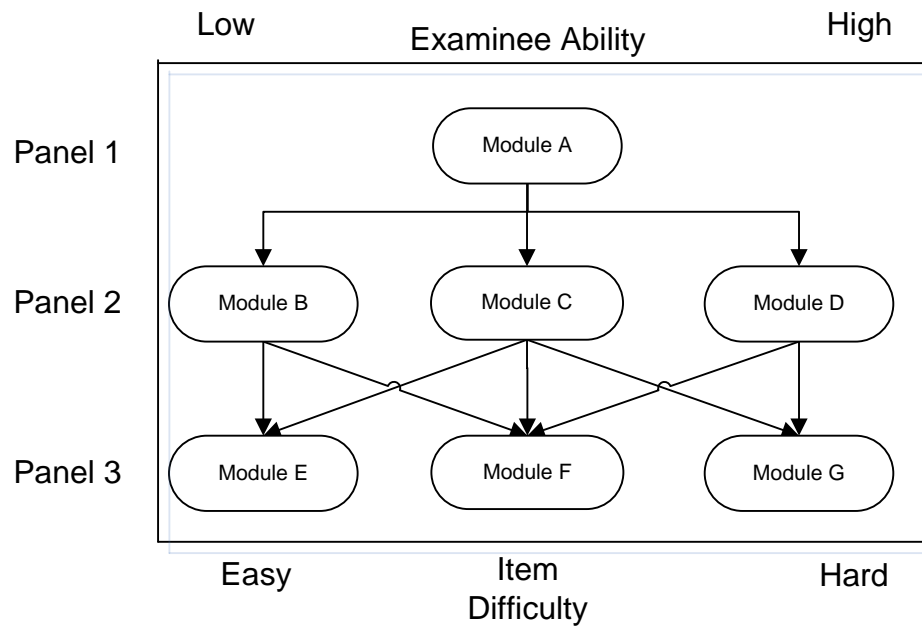 Low
Examinee Ability
High
Panel 1
Module A
Panel 2
Module B
Module C
Module D
Panel 3
Module E
Module F
Module G
Easy
Item
Difficulty
Hard